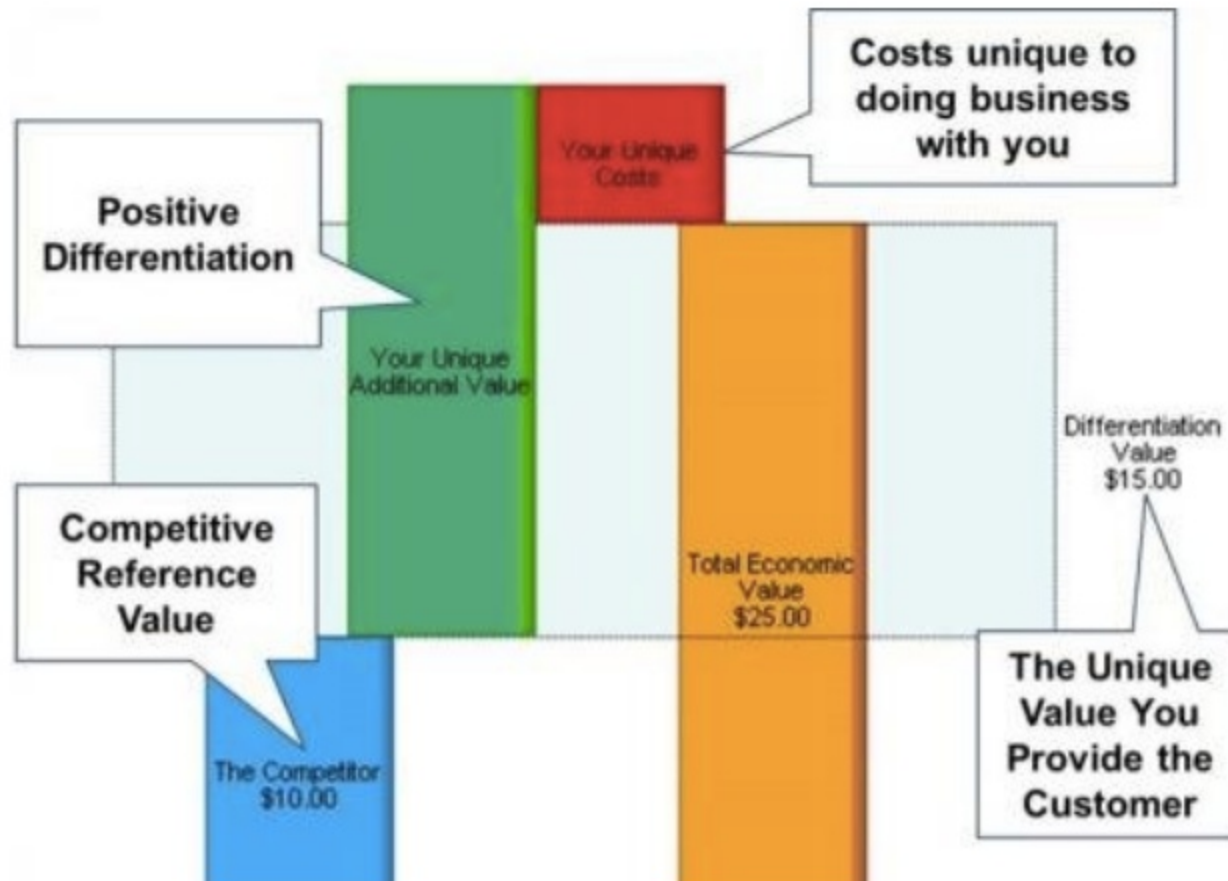 Costs unique to
doing business
with you
Your Unique
Costs
Positive
Differentiation
Your Unique
Additional Value
Differentiation
Value
$15.00
Competitive
Reference
Value
Total Economic
Value
$25.00
The Unique
Value You
Provide the
Customer
The Competitor
$10.00